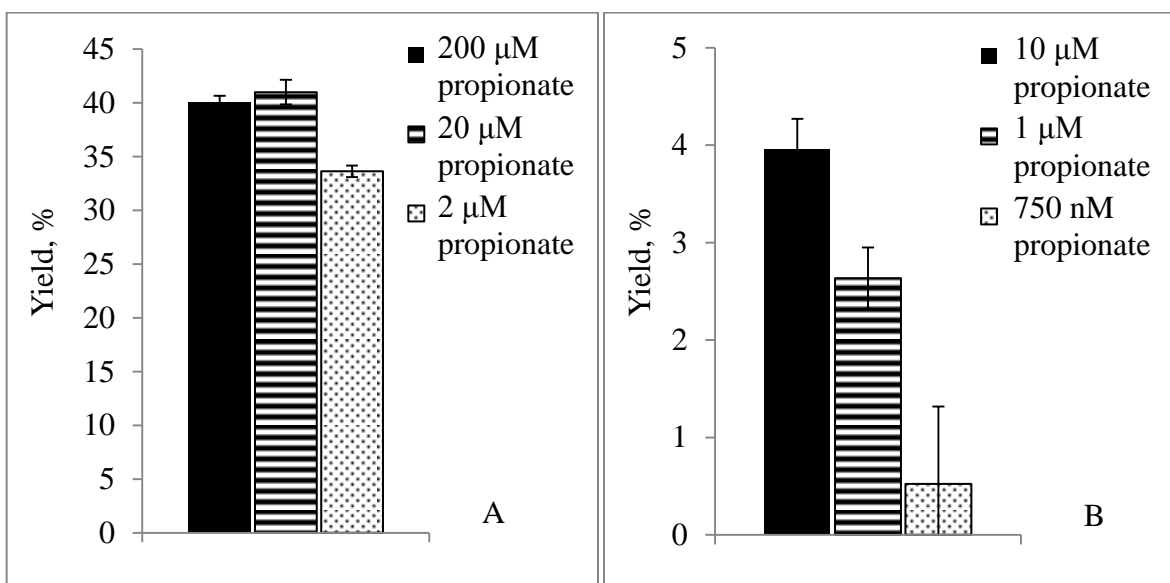 Yield, %
45
40
35
30
25
20
15
10
5
0
200 μM
propionate
20 μM
propionate
2 μM
propionate
A
Yield, %
5
4
3
2
1
0
10 μM
propionate
1 μM
propionate
750 nM
propionate
B